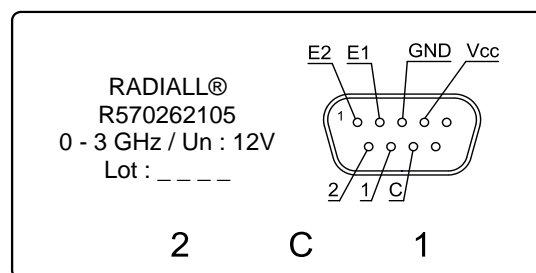 RADIALL®
R570262105
0 - 3 GHz / Un : 12V
Lot : _ _ _ _
E2 E1 GND Vcc
1
2 1 C
2 C 1